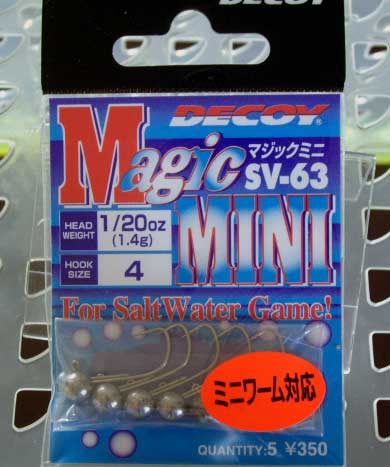 DECOY
DECOY®
Magic
マジックミニ
SV-63
HEAD WEIGHT
1/20oz
(1.4g)
MINI
HOOK SIZE
4
For SaltWater Game!
ミニワーム対応
QUANTITY:5 ¥350